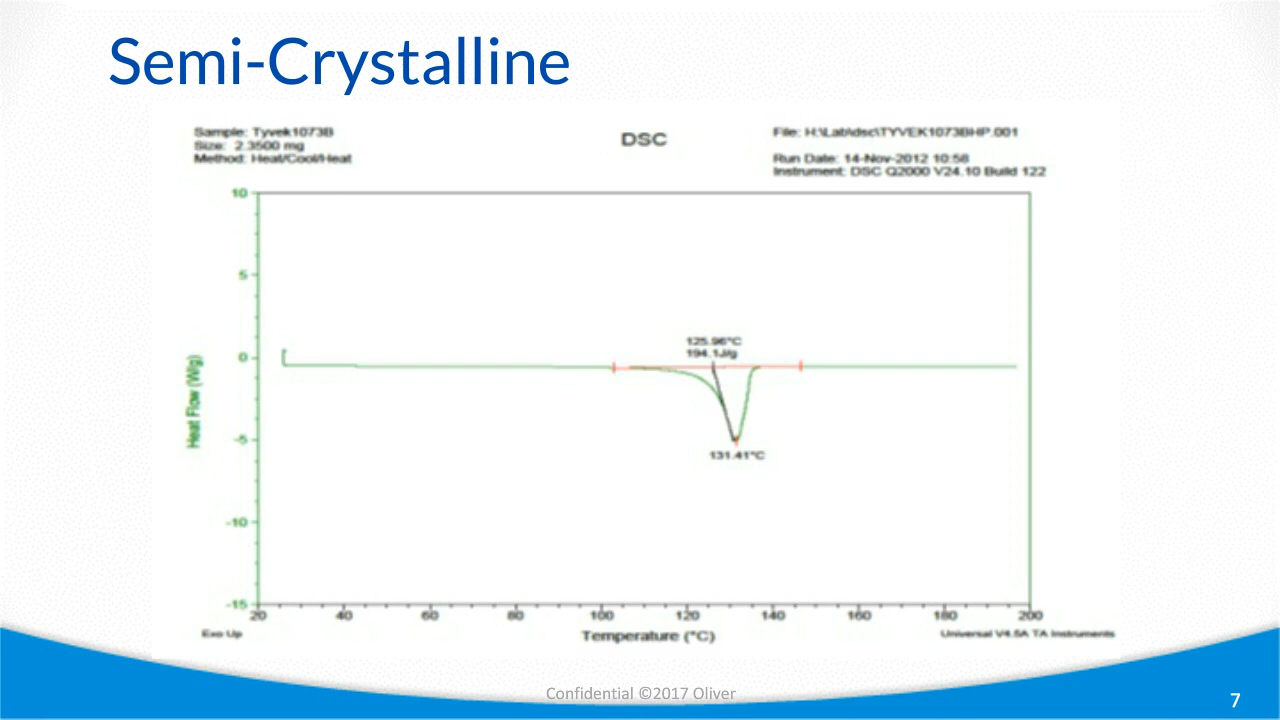 Semi-Crystalline
Sample: Tyvek1073B
Size: 2.3500 mg
Method: Heat/Cool/Heat
DSC
File: H:\Lab\dsc\TYVEK1073BHP.001
Run Date: 14-Nov-2012 10:58
Instrument: DSC Q2000 V24.10 Build 122
10
5
0
-5
-10
-15
Heat Flow (W/g)
125.96°C
194.1J/g
131.41°C
20 40 60 80 100 120 140 160 180 200
Exo Up
Temperature (°C)
Universal V4.5A TA Instruments
Confidential ©2017 Oliver
7